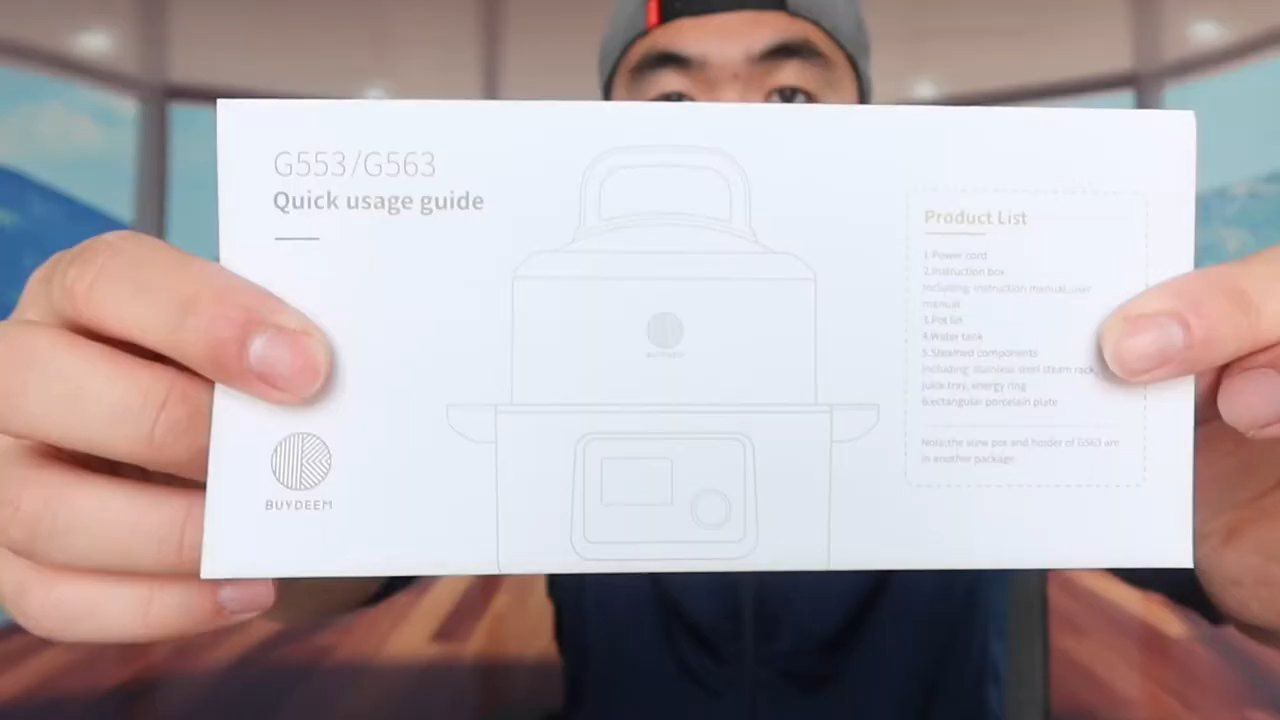 G553/G563
Quick usage guide
BUYDEEM
BUYDEEM
Product List
1.Power cord
2.Instruction box
Including: instruction manual, user
manual
3.Pot lid
4.Water tank
5.Steamed components
Including: stainless steel steam rack,
juice tray, energy ring
6.ectangular porcelain plate
Note:the stew pot and holder of G563 are
in another package.